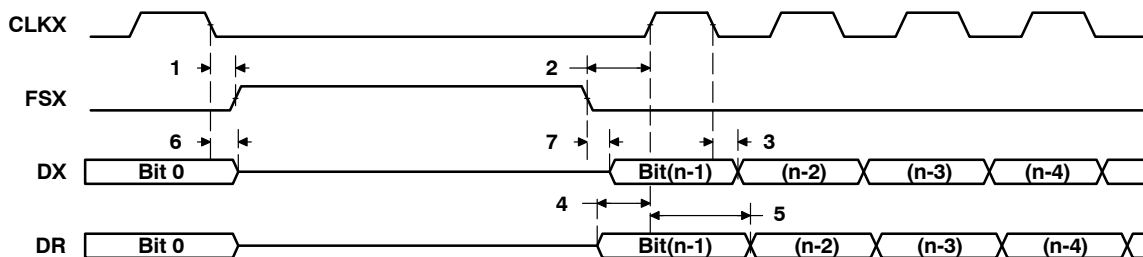 CLKX
1
2
FSX
6
7
3
DX
Bit 0
Bit(n-1)
(n-2)
(n-3)
(n-4)
4
5
DR
Bit 0
Bit(n-1)
(n-2)
(n-3)
(n-4)